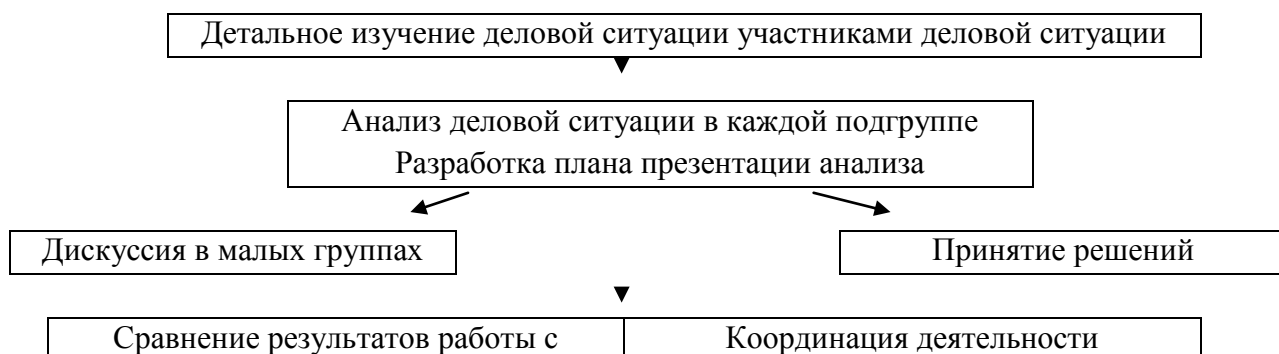 Детальное изучение деловой ситуации участниками деловой ситуации
Анализ деловой ситуации в каждой подгруппе
Разработка плана презентации анализа
Дискуссия в малых группах
Принятие решений
Сравнение результатов работы с
Координация деятельности